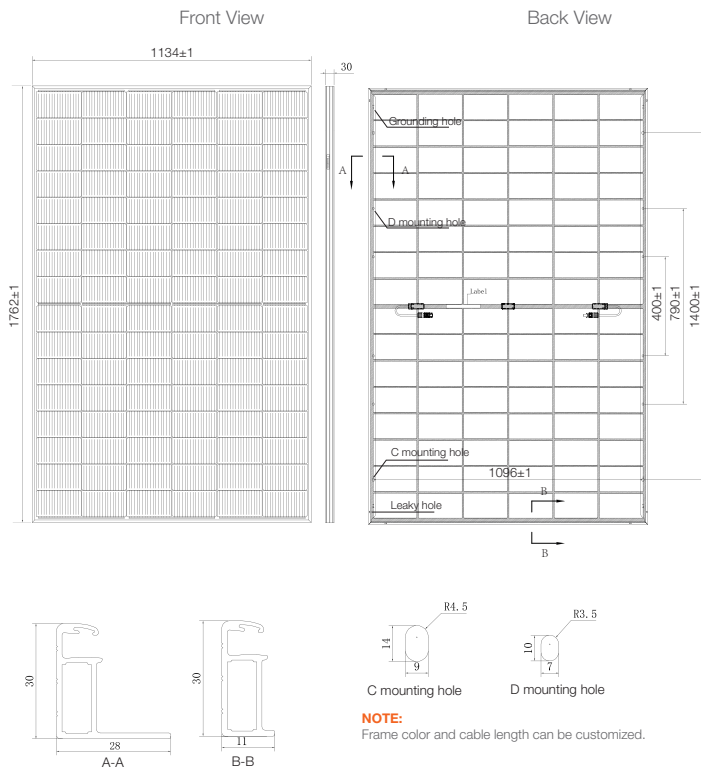 Front View
Back View
1134±1
30
1762±1
Grounding hole
A
A
D mounting hole
Label
400±1
790±1
1400±1
C mounting hole
1096±1
Leaky hole
B
B
30
28
A-A
30
11
B-B
R4.5
14
9
C mounting hole
R3.5
10
7
D mounting hole
NOTE:
Frame color and cable length can be customized.